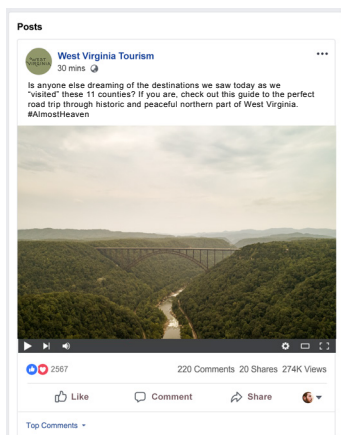 Posts
WEST
VIRGINIA
West Virginia Tourism
30 mins
Is anyone else dreaming of the destinations we saw today as we
“visited” these 11 counties? If you are, check out this guide to the perfect
road trip through historic and peaceful northern part of West Virginia.
#AlmostHeaven
2567
220 Comments 20 Shares 274K Views
Like
Comment
Share
Top Comments